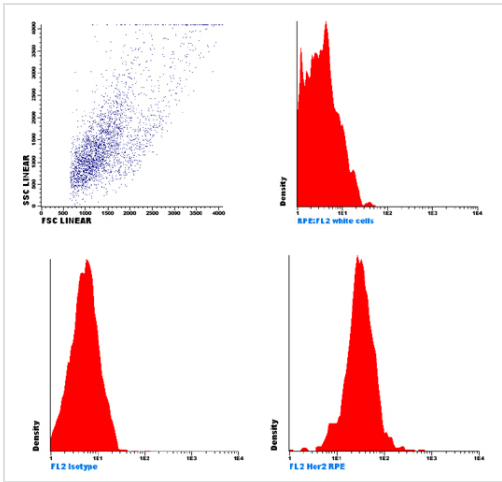 SSC LINEAR
0 500 1000 1500 2000 2500 3000 3500 4000
0 500 1000 1500 2000 2500 3000 3500 4000
FSC LINEAR
Density
1 1E1 1E2 1E3 1E4
RPE:FL2 white cells
Density
1 1E1 1E2 1E3 1E4
FL2 Isotype
Density
1 1E1 1E2 1E3 1E4
FL2 Her2 RPE